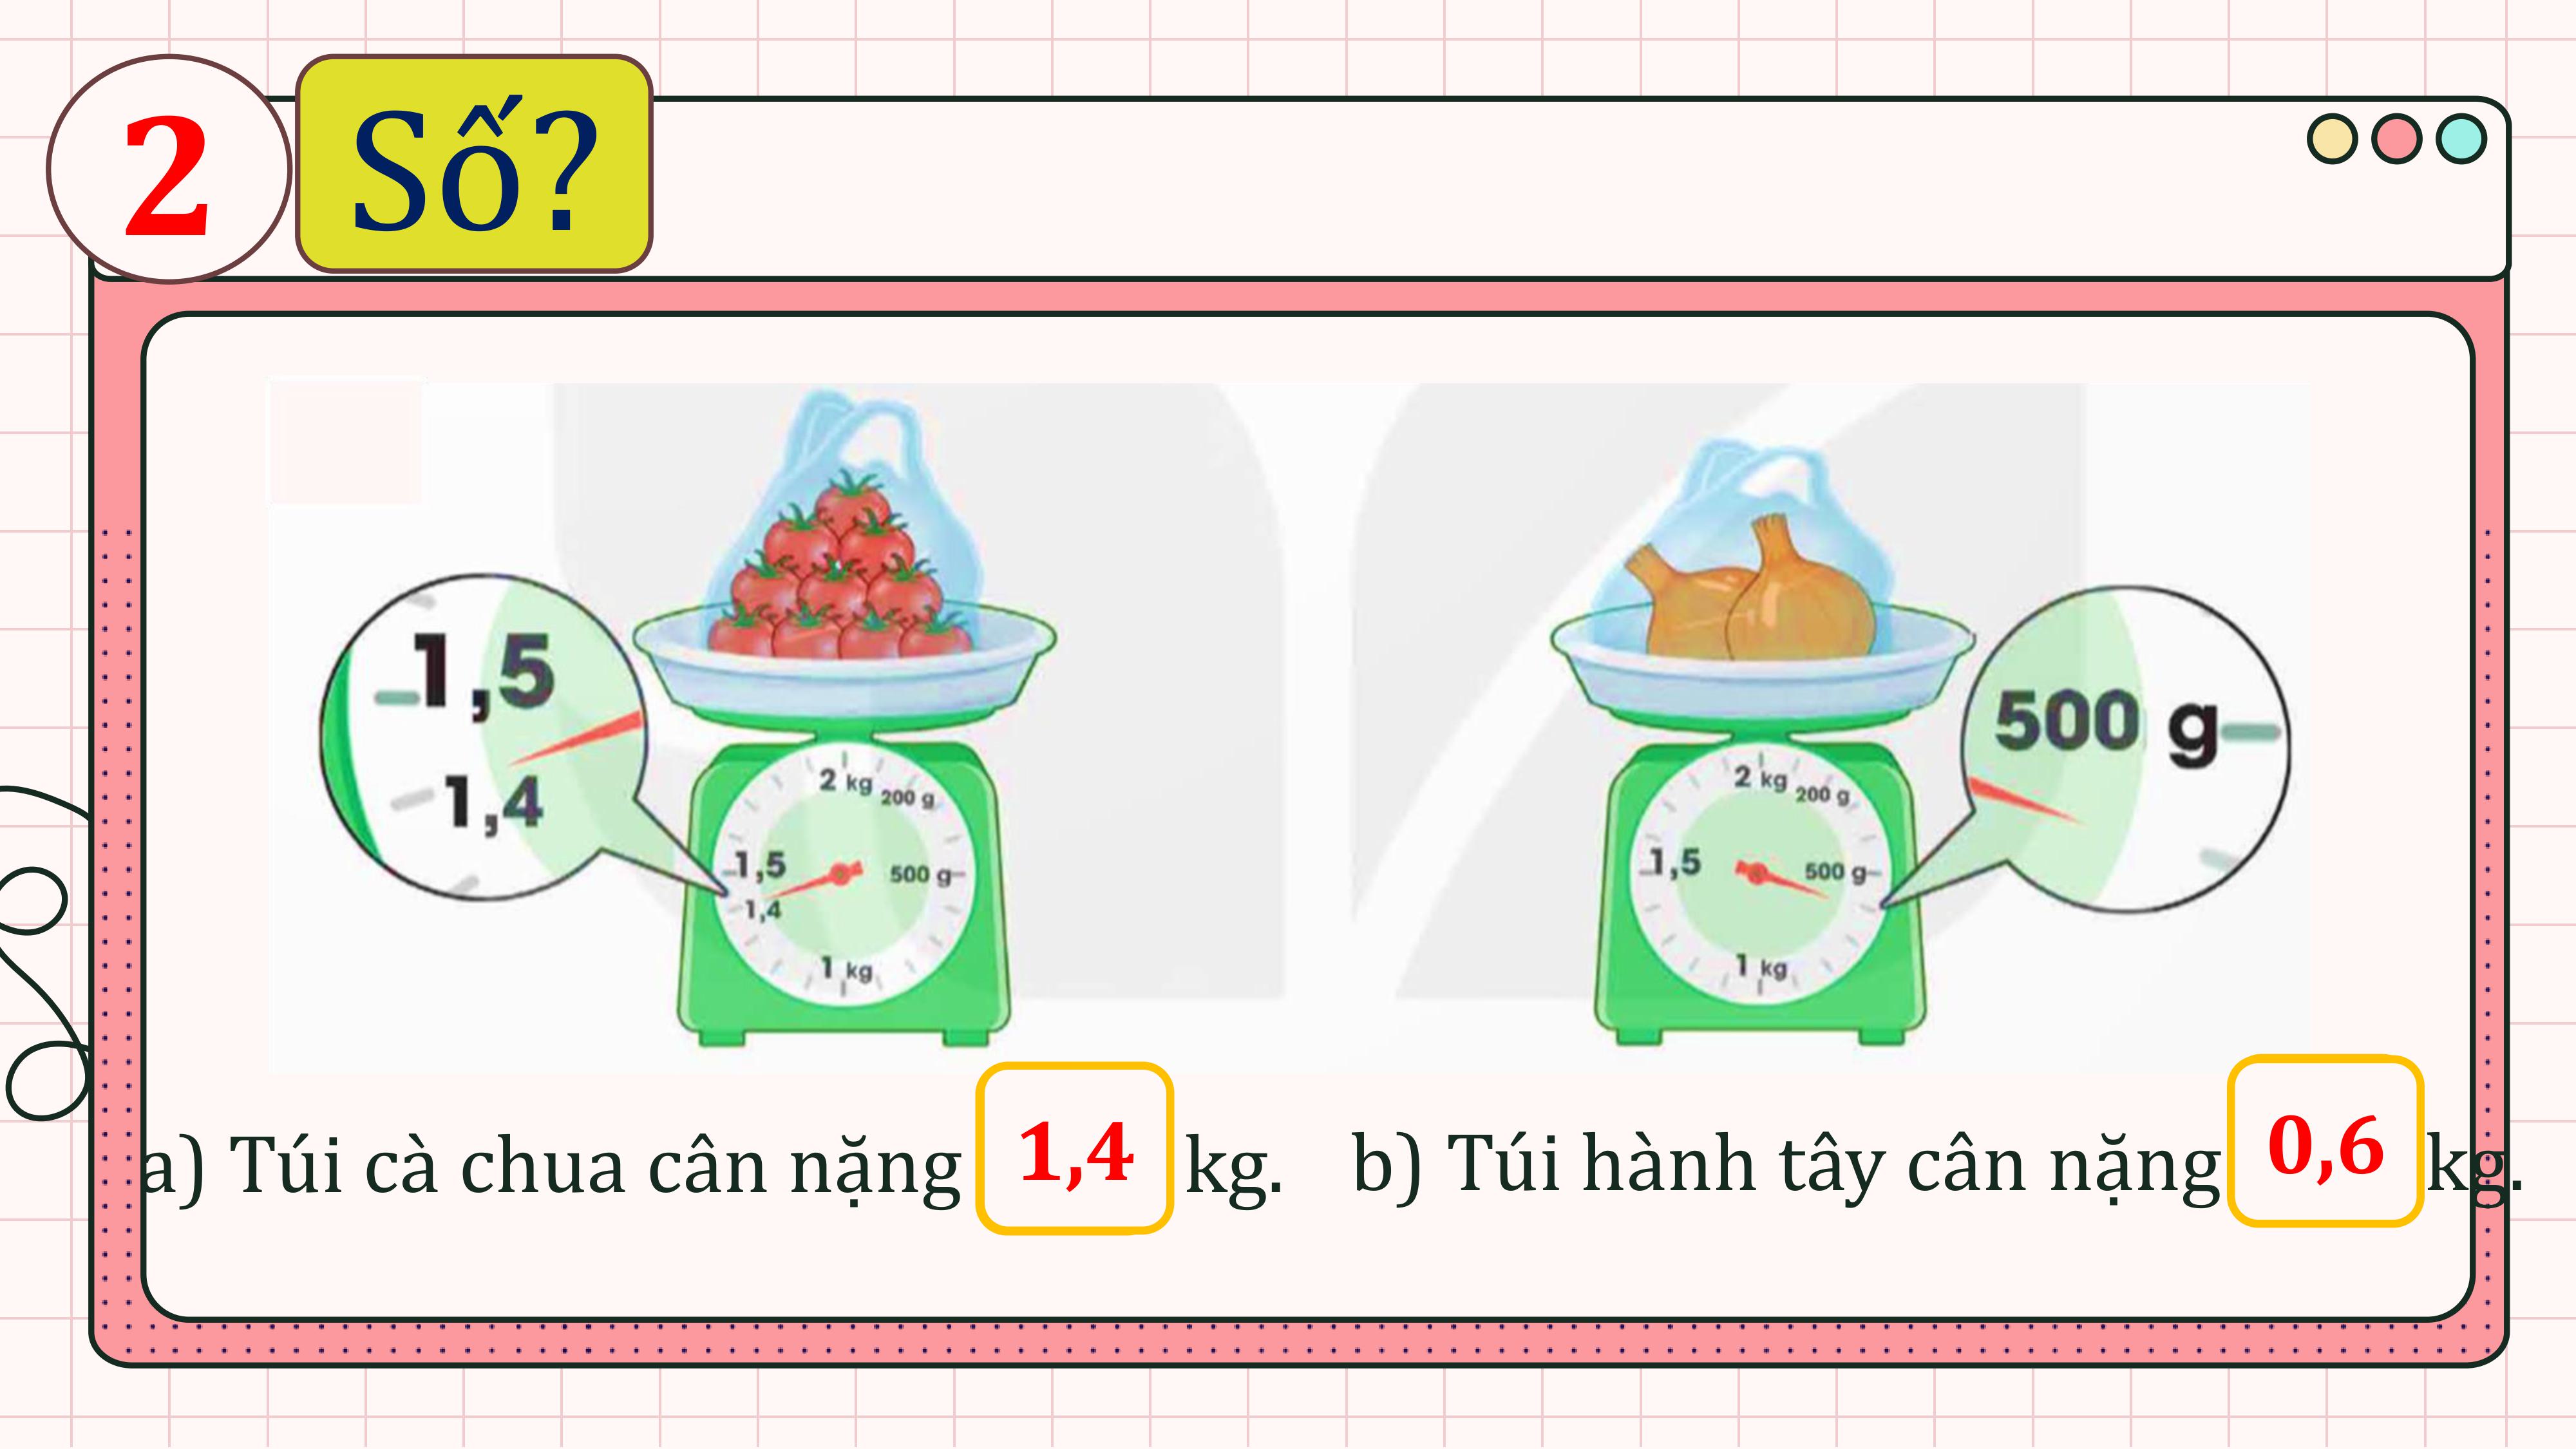 2
Số?
1,5
1,4
2 kg
200 g
1,5
500 g
1,4
1 kg
2 kg
200 g
1,5
500 g
1 kg
500 g
a) Túi cà chua cân nặng 1,4 kg.
b) Túi hành tây cân nặng 0,6 kg.